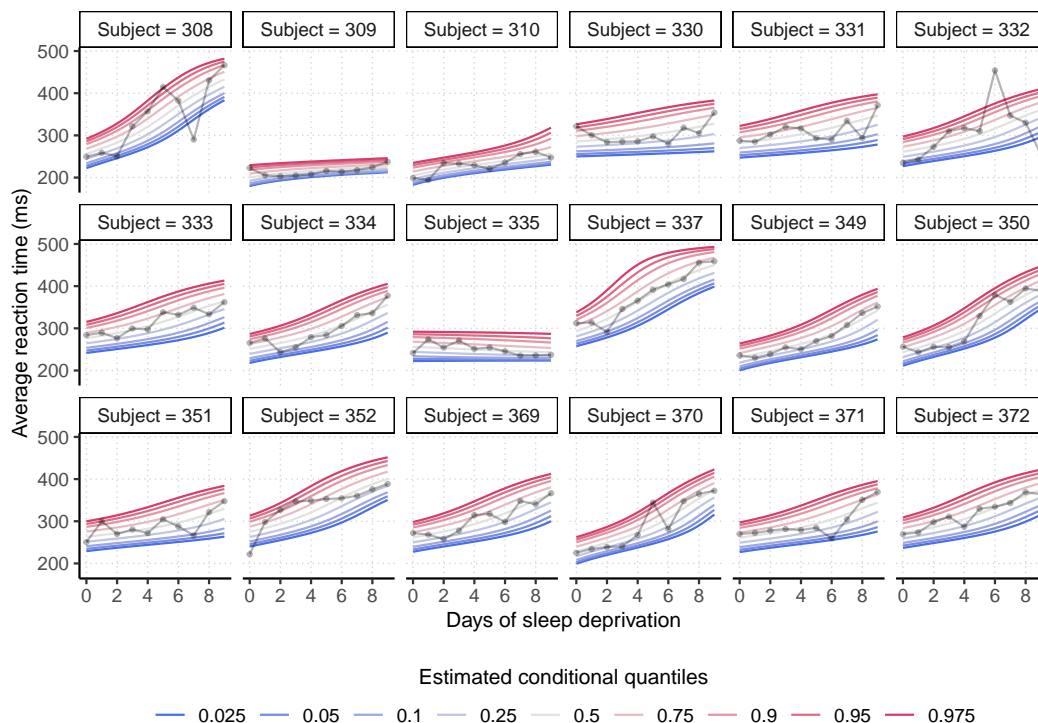 Subject = 308 Subject = 309 Subject = 310 Subject = 330 Subject = 331 Subject = 332
500
400
300
200
Subject = 333 Subject = 334 Subject = 335 Subject = 337 Subject = 349 Subject = 350
500
400
300
200
Subject = 351 Subject = 352 Subject = 369 Subject = 370 Subject = 371 Subject = 372
500
400
300
200
0 2 4 6 8 0 2 4 6 8 0 2 4 6 8 0 2 4 6 8 0 2 4 6 8 0 2 4 6 8
Average reaction time (ms)
Days of sleep deprivation
Estimated conditional quantiles
0.025 0.05 0.1 0.25 0.5 0.75 0.9 0.95 0.975